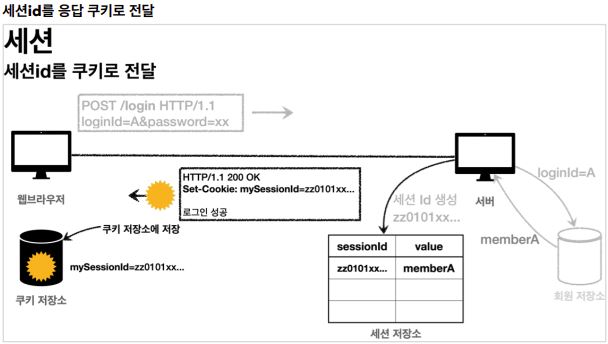 세션id를 응답 쿠키로 전달
세션
세션id를 쿠키로 전달
POST /login HTTP/1.1
loginId=A&password=xx
웹브라우저
HTTP/1.1 200 OK
Set-Cookie: mySessionId=zz0101xx...
로그인 성공
세션 Id 생성
zz0101xx...
서버
loginId=A
memberA
회원 저장소
쿠키 저장소에 저장
mySessionId=zz0101xx...
쿠키 저장소
sessionId value
zz0101xx... memberA
세션 저장소